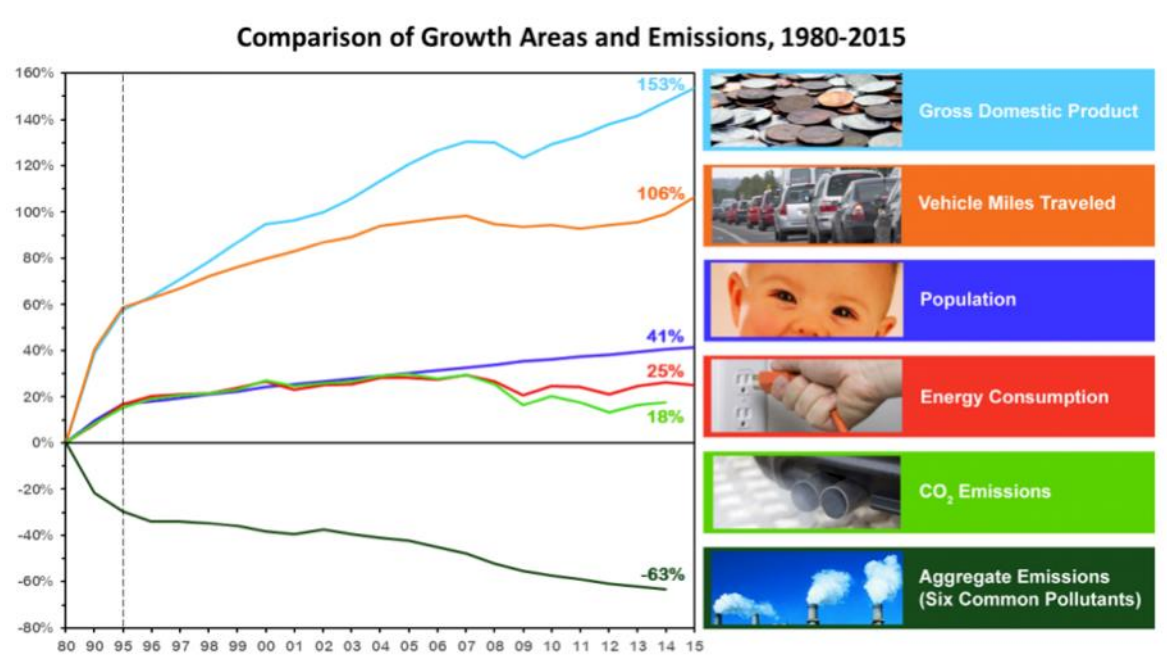 Comparison of Growth Areas and Emissions, 1980-2015
160%
140%
120%
100%
80%
60%
40%
20%
0%
-20%
-40%
-60%
-80%
153%
106%
41%
25%
18%
-63%
80 90 95 96 97 98 99 00 01 02 03 04 05 06 07 08 09 10 11 12 13 14 15
Gross Domestic Product
Vehicle Miles Traveled
Population
Energy Consumption
CO₂ Emissions
Aggregate Emissions
(Six Common Pollutants)